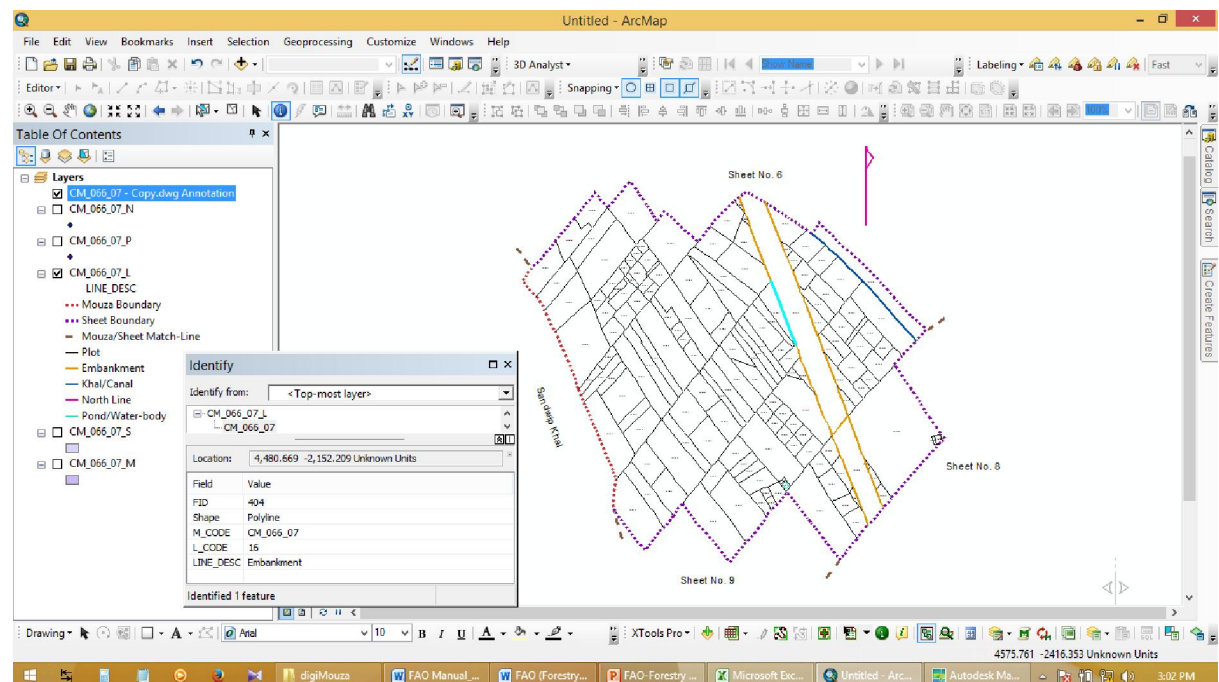 Untitled - ArcMap
File Edit View Bookmarks Insert Selection Geoprocessing Customize Windows Help
3D Analyst
Labeling
Fast
Editor
Snapping
Table Of Contents
Layers
CM_066_07 - Copy.dwg Annotation
CM_066_07_N
CM_066_07_P
CM_066_07_L
LINE_DESC
Mouza Boundary
Sheet Boundary
Mouza/Sheet Match-Line
Plot
Embankment
Khal/Canal
North Line
Pond/Water-body
CM_066_07_S
CM_066_07_M
Identify
Identify from: <Top-most layer>
CM_066_07_L
CM_066_07
Location: 4,480.669 -2,152.209 Unknown Units
Field Value
FID 404
Shape Polyline
M_CODE CM_066_07
L_CODE 16
LINE_DESC Embankment
Identified 1 feature
Sheet No. 6
Sandwip Khal
Sheet No. 8
Sheet No. 9
Catalog
Search
Create Features
Drawing
A
Arial
10
B I U A
XTools Pro
4575.761 -2416.353 Unknown Units
digiMouza
FAO Manual_...
FAO (Forestry...
FAO-Forestry ...
Microsoft Exc...
Untitled - Arc...
Autodesk Ma...
3:02 PM